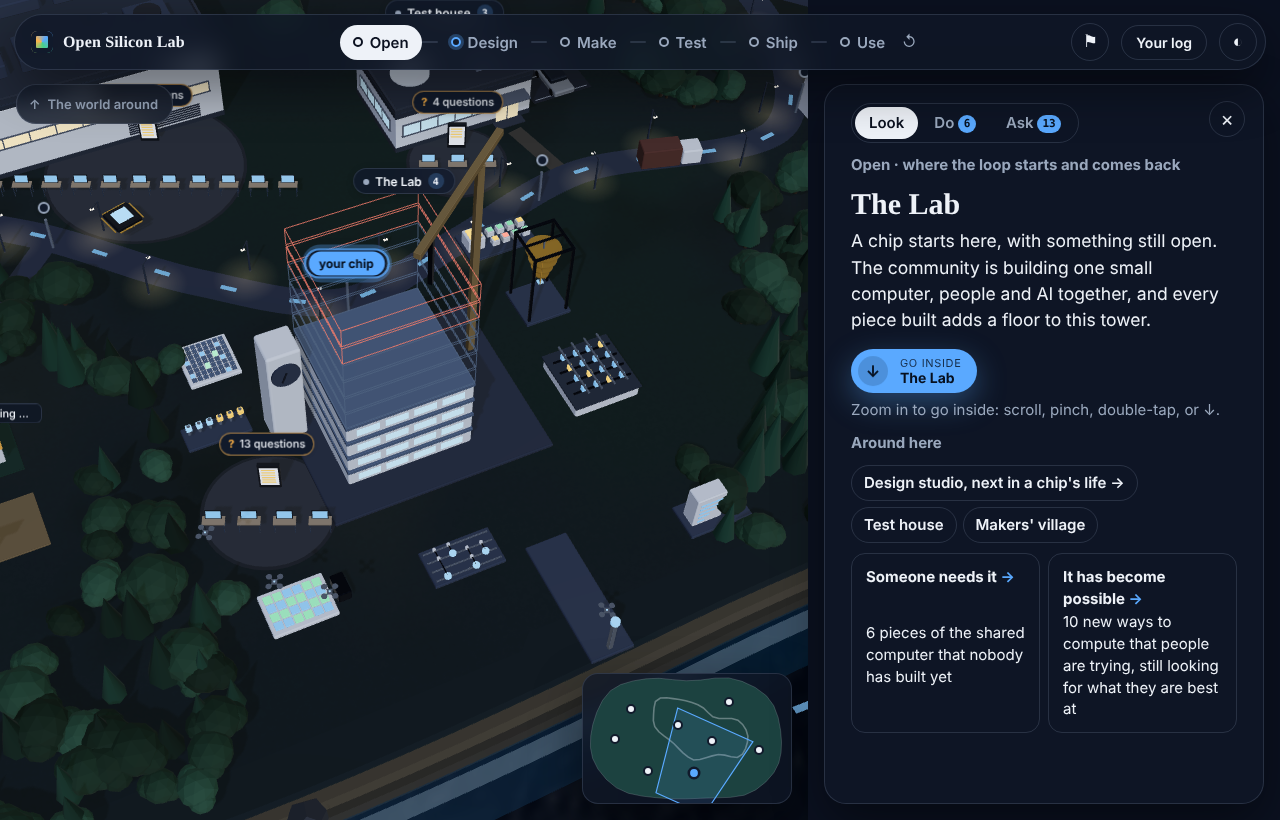 Test house 3
Open Silicon Lab
Open
Design
Make
Test
Ship
Use
Your log
The world around
ns
? 4 questions
The Lab 4
your chip
ing ...
? 13 questions
Look
Do 6
Ask 13
Open · where the loop starts and comes back
The Lab
A chip starts here, with something still open.
The community is building one small
computer, people and AI together, and every
piece built adds a floor to this tower.
GO INSIDE
The Lab
Zoom in to go inside: scroll, pinch, double-tap, or ↓.
Around here
Design studio, next in a chip's life →
Test house
Makers' village
Someone needs it →
6 pieces of the shared
computer that nobody
has built yet
It has become
possible →
10 new ways to
compute that people
are trying, still looking
for what they are best
at